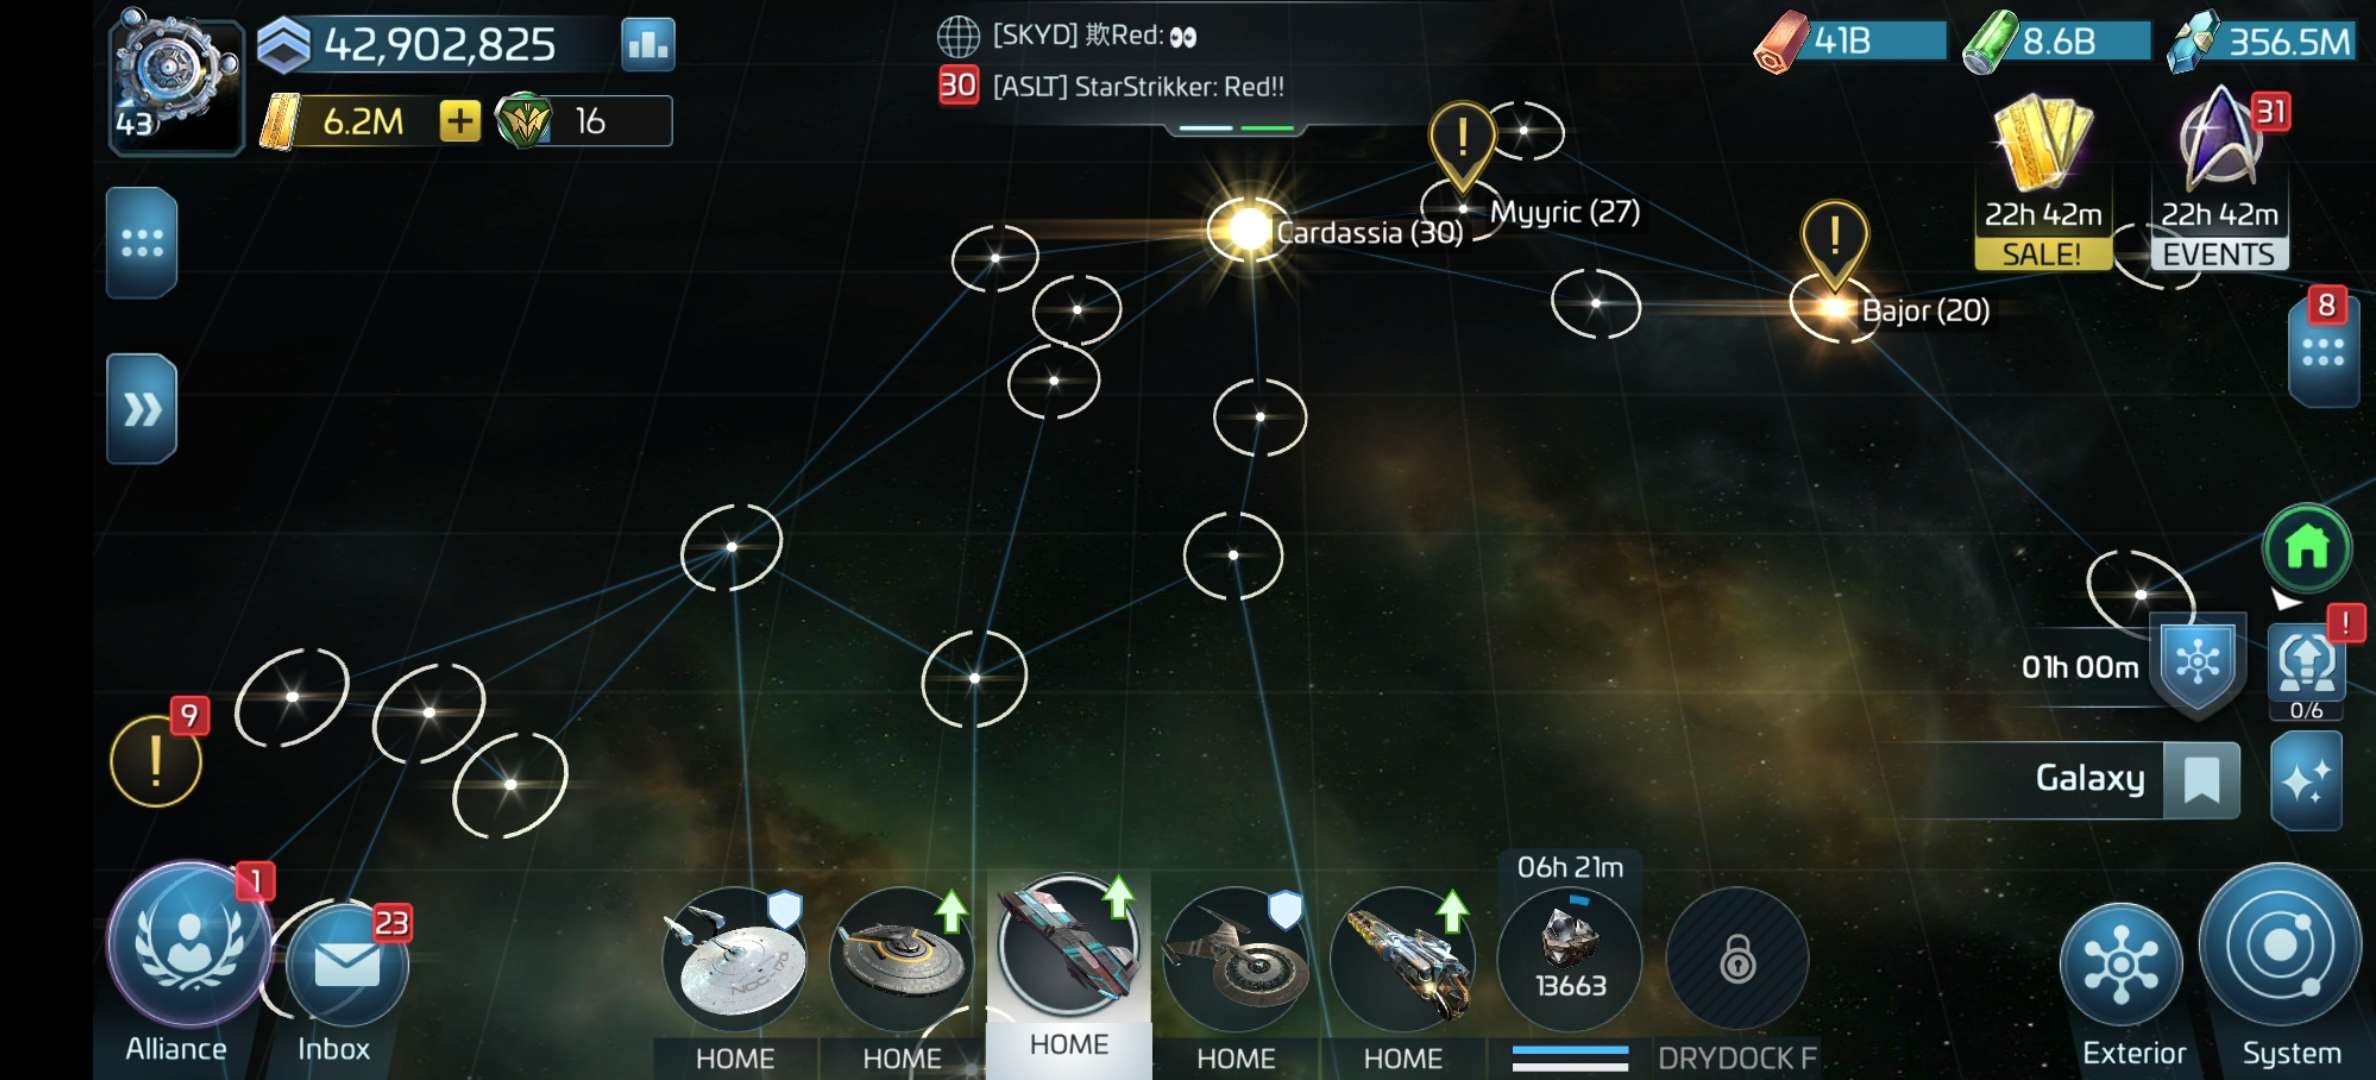 42,902,825
43
6.2M
16
[SKYD] 欺Red: 👀
30 [ASLT] StarStrikker: Red!!
41B
8.6B
356.5M
31
22h 42m
SALE!
22h 42m
EVENTS
Myyric (27)
Cardassia (30)
Bajor (20)
8
!
!
01h 00m
!
0/6
9
!
Galaxy
1
Alliance
23
Inbox
NCC 170
HOME
HOME
HOME
HOME
HOME
06h 21m
13663
DRYDOCK F
Exterior
System